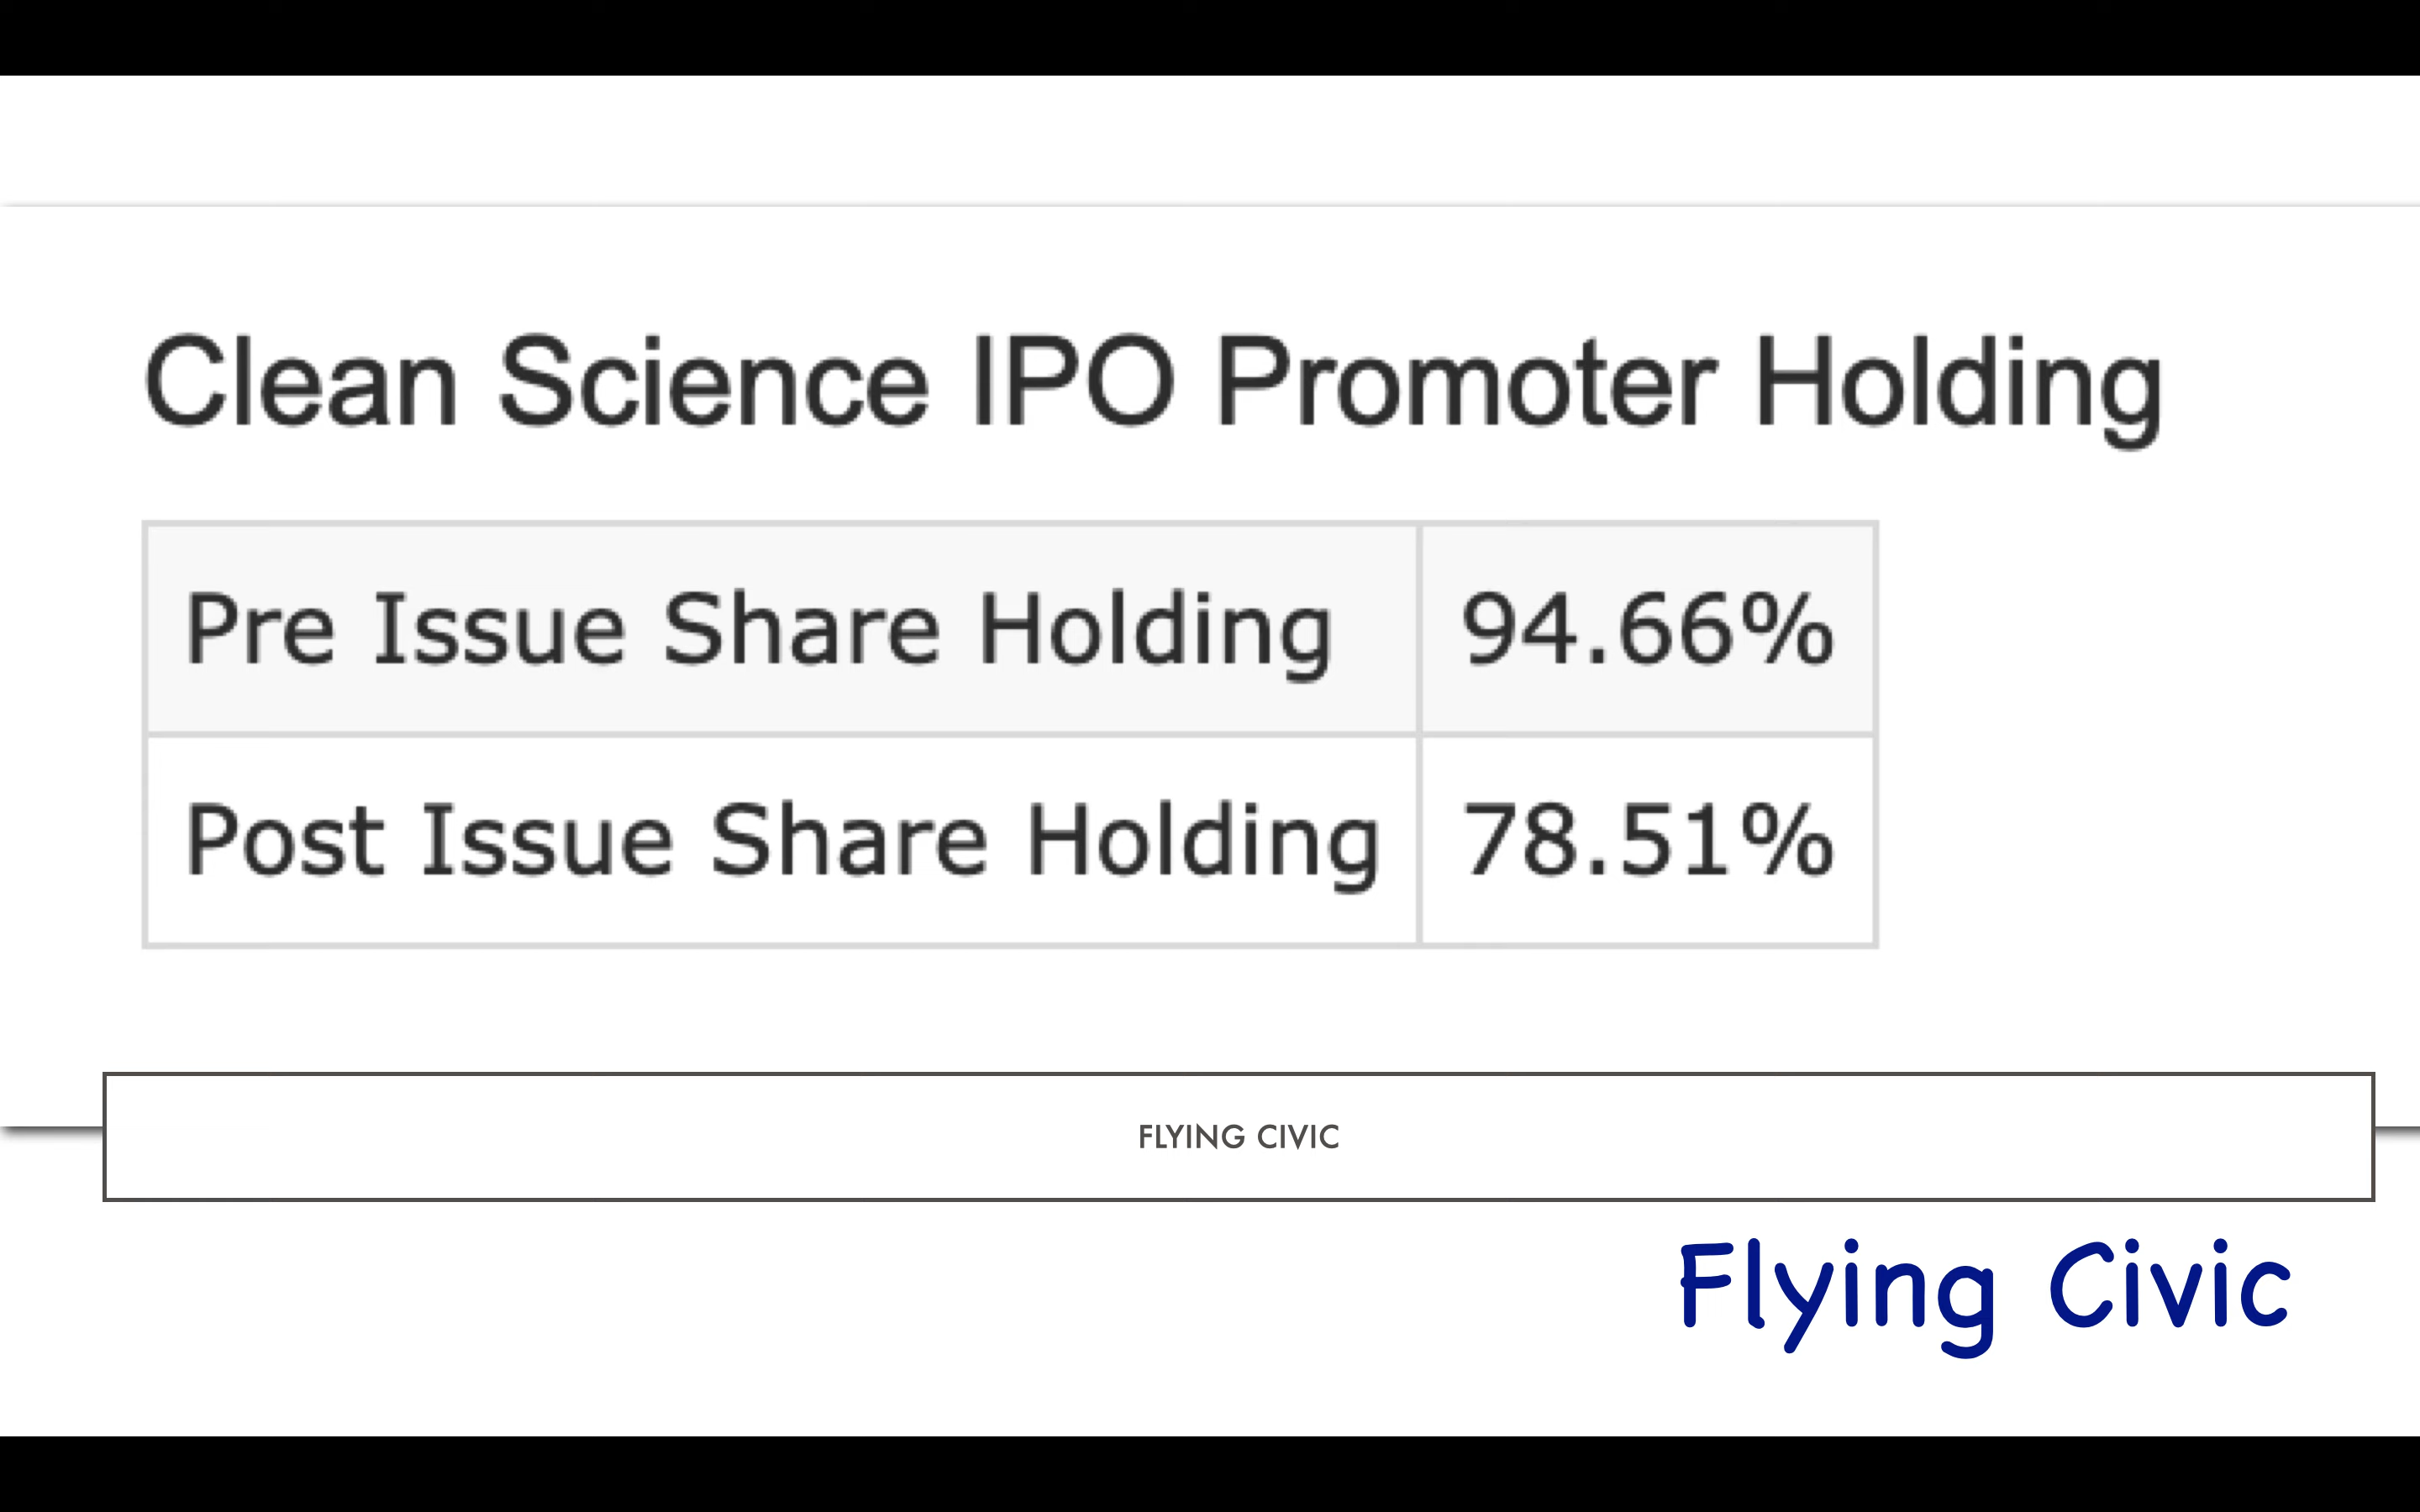 Clean Science IPO Promoter Holding
Pre Issue Share Holding 94.66%
Post Issue Share Holding 78.51%
FLYING CIVIC
Flying Civic